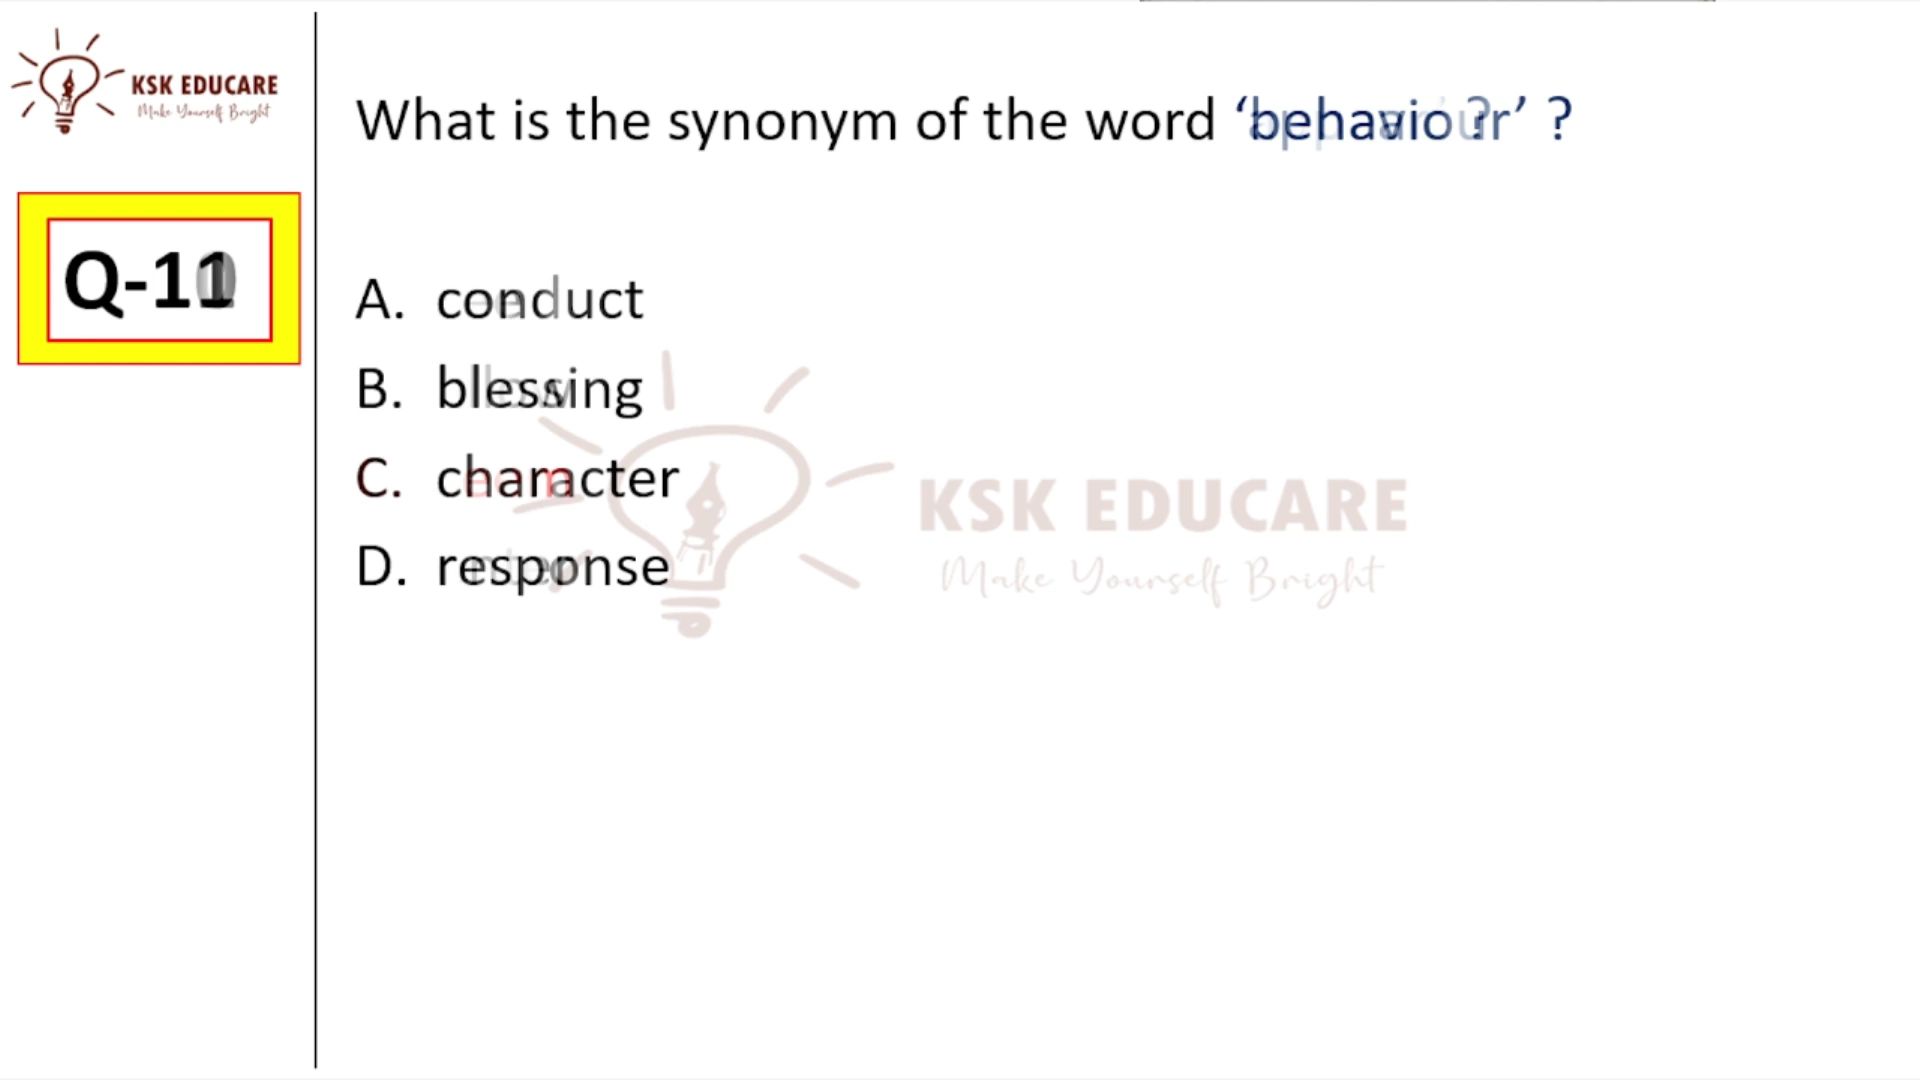 KSK EDUCARE
Make Yourself Bright
What is the synonym of the word ‘behaviour’ ?
Q-11
A. conduct
B. blessing
C. character
D. response
KSK EDUCARE
Make Yourself Bright